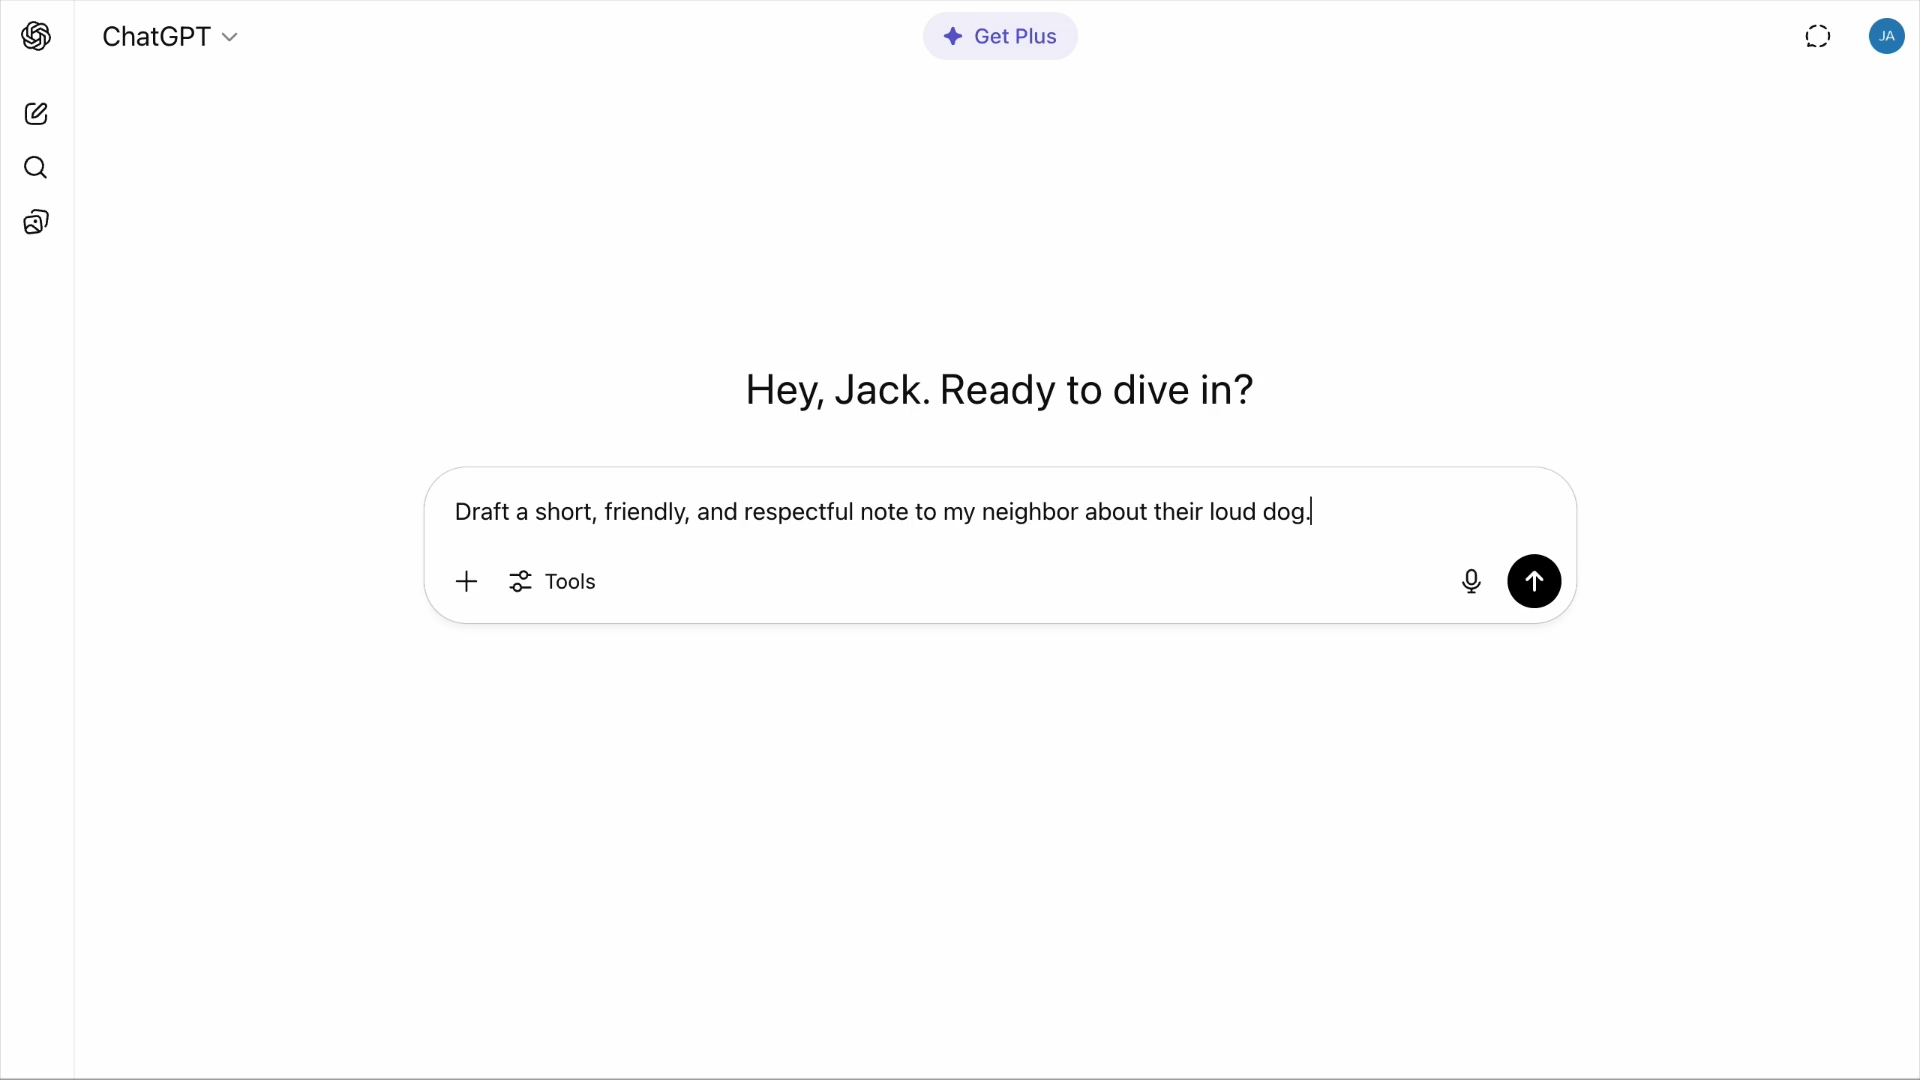 ChatGPT
Get Plus
JA
Hey, Jack. Ready to dive in?
Draft a short, friendly, and respectful note to my neighbor about their loud dog.
Tools